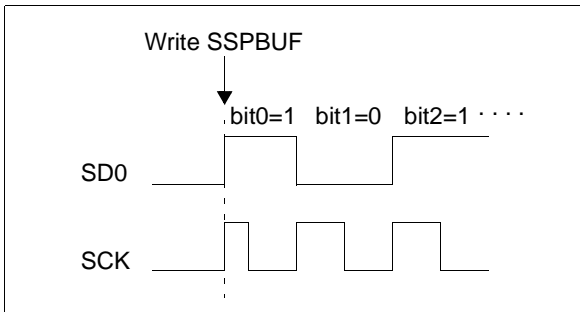 Write SSPBUF
bit0=1 bit1=0 bit2=1 · · · ·
SD0
SCK